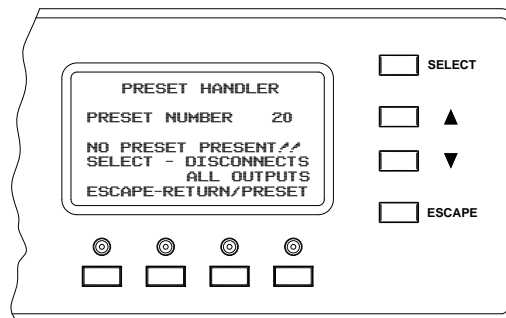 PRESET HANDLER
PRESET NUMBER 20
NO PRESET PRESENT!!
SELECT - DISCONNECTS
ALL OUTPUTS
ESCAPE-RETURN/PRESET
SELECT
▲
▼
ESCAPE